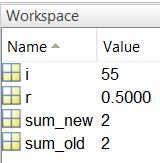 Workspace
Name Value
i 55
r 0.5000
sum_new 2
sum_old 2